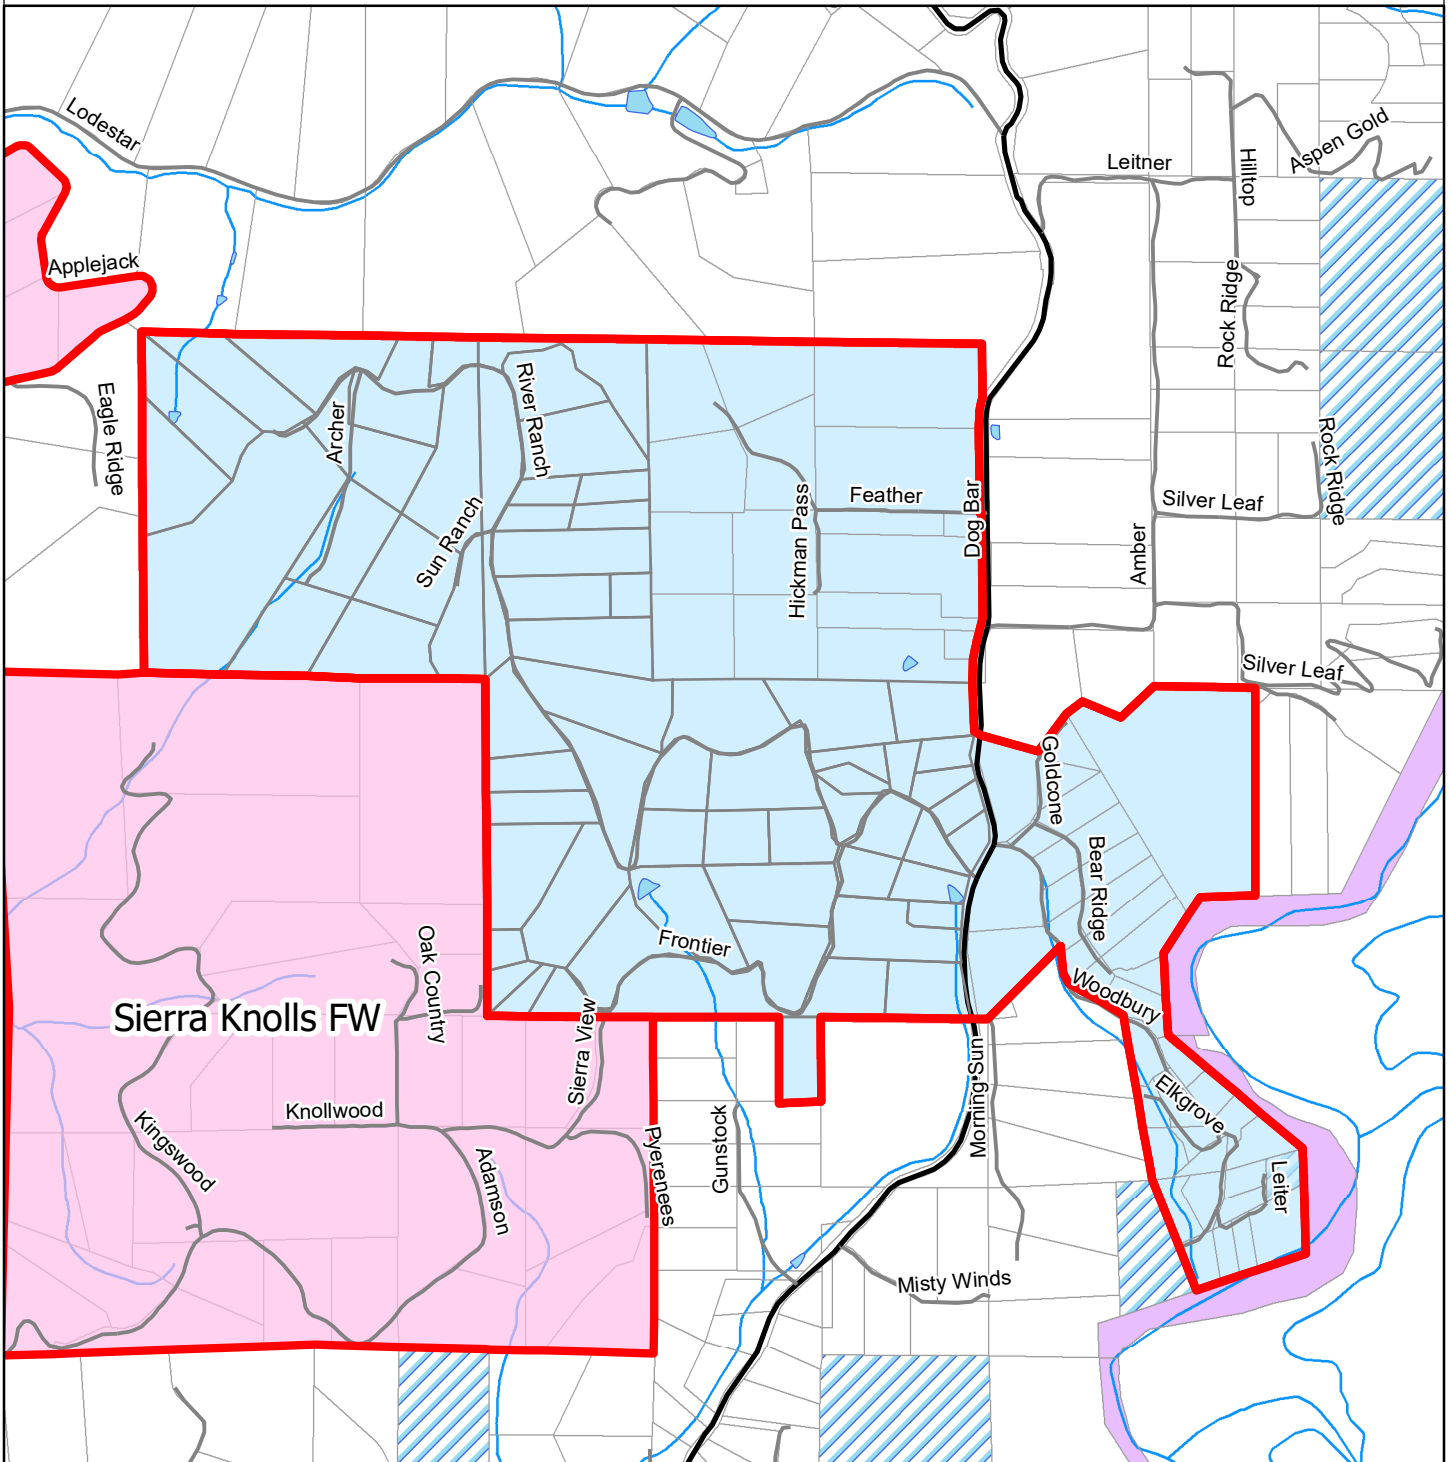 Lodestar
Aspen Gold
Leitner
Hilltop
Applejack
Rock Ridge
River Ranch
Eagle Ridge
Archer
Rock Ridge
Feather
Silver Leaf
Sun Ranch
Hickman Pass
Dog Bar
Amber
Silver Leaf
Goldcone
Bear Ridge
Oak Country
Frontier
Woodbury
Sierra Knolls FW
Sierra View
Morning Sun
Elkgrove
Knollwood
Kingswood
Gunstock
Pyerenees
Adamson
Leiter
Misty Winds